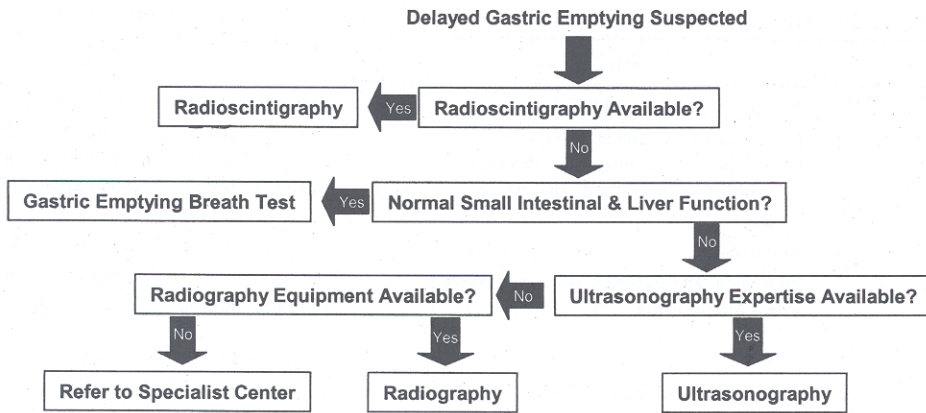 Delayed Gastric Emptying Suspected
Radioscintigraphy
Yes
Radioscintigraphy Available?
No
Gastric Emptying Breath Test
Yes
Normal Small Intestinal & Liver Function?
No
Radiography Equipment Available?
No
Ultrasonography Expertise Available?
No
Yes
Yes
Refer to Specialist Center
Radiography
Ultrasonography